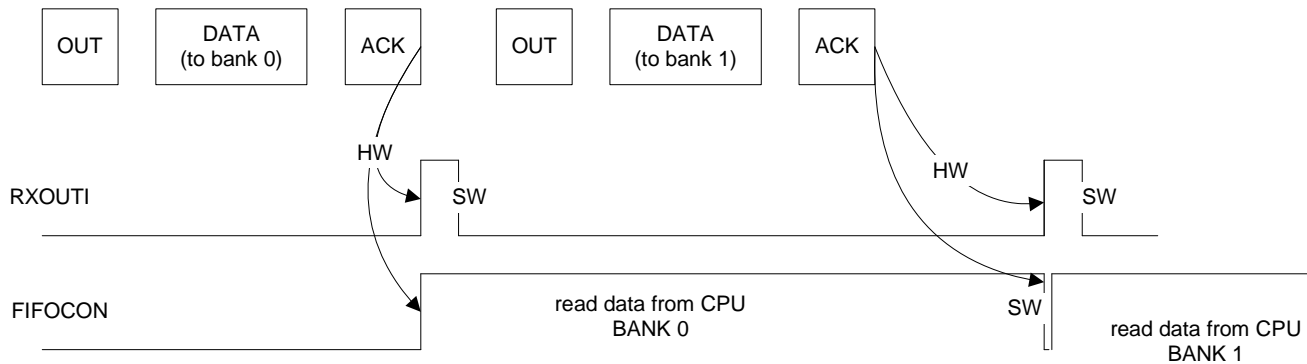 OUT
DATA
(to bank 0)
ACK
OUT
DATA
(to bank 1)
ACK
HW
HW
RXOUTI
SW
SW
FIFOCON
read data from CPU
BANK 0
SW
read data from CPU
BANK 1